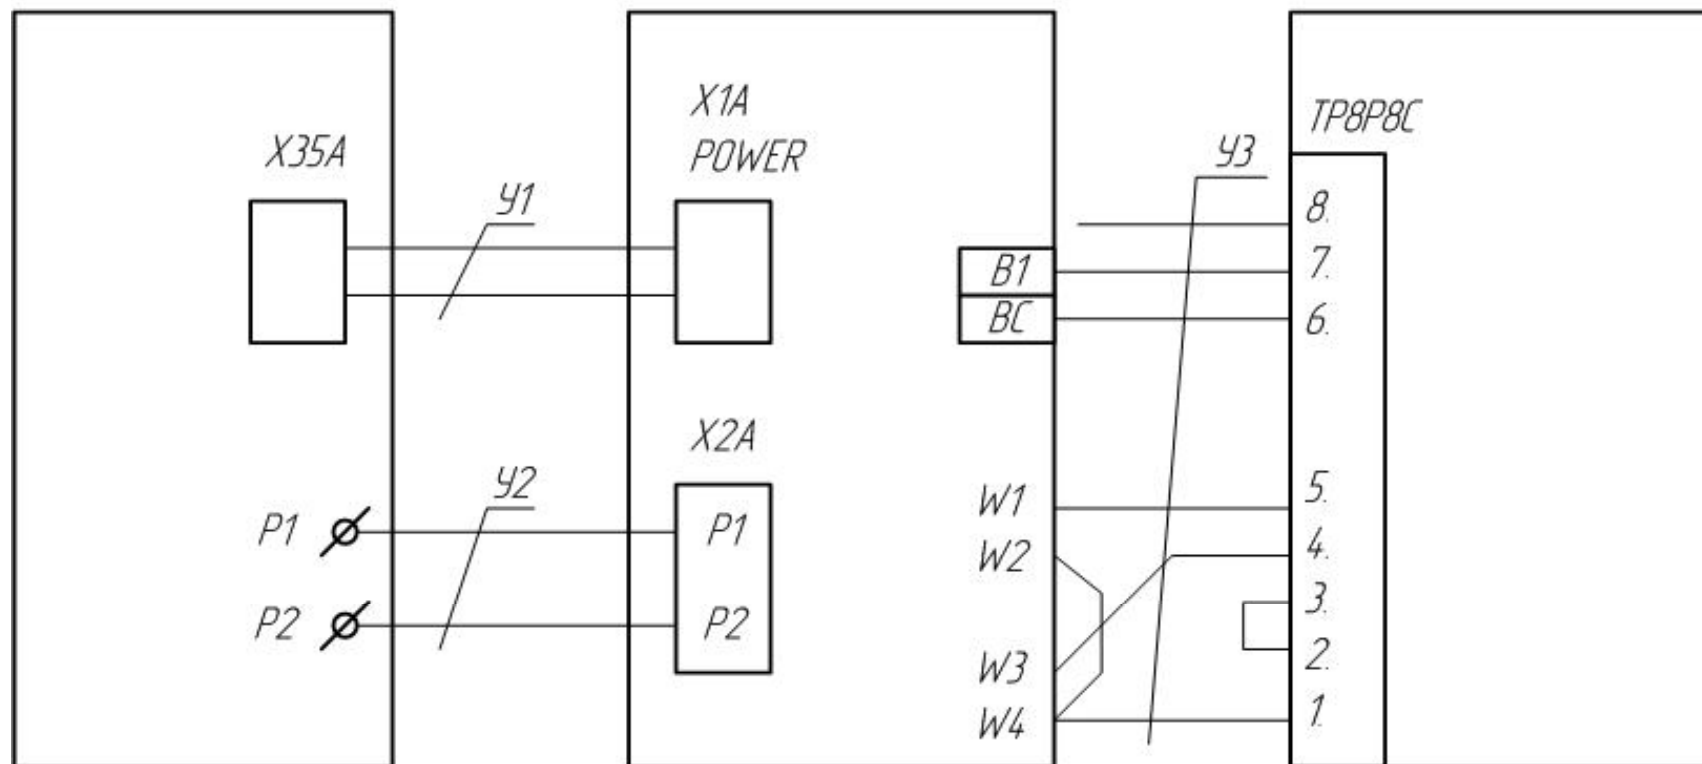 X35A
У1
P1
У2
P2
X1A
POWER
X2A
P1
P2
B1
BC
W1
W2
W3
W4
У3
TP8P8C
8.
7.
6.
5.
4.
3.
2.
1.